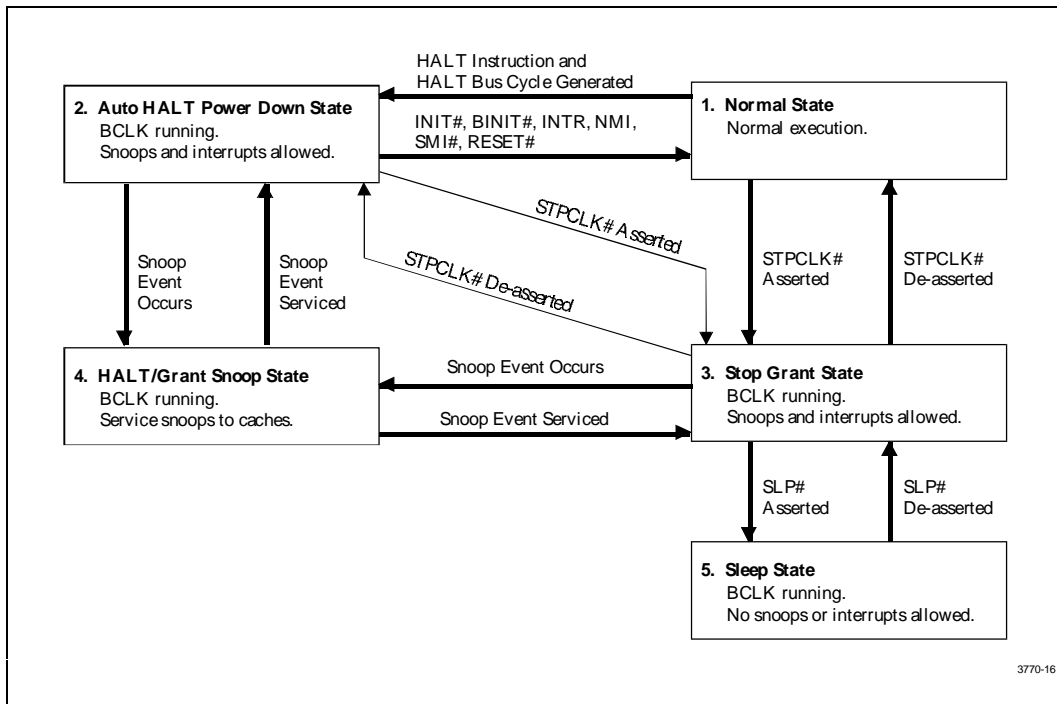 HALT Instruction and
HALT Bus Cycle Generated
2. Auto HALT Power Down State
BCLK running.
Snoops and interrupts allowed.
INIT#, BINIT#, INTR, NMI,
SMI#, RESET#
1. Normal State
Normal execution.
STPCLK# Asserted
STPCLK# De-asserted
Snoop
Event
Occurs
Snoop
Event
Serviced
STPCLK#
Asserted
STPCLK#
De-asserted
4. HALT/Grant Snoop State
BCLK running.
Service snoops to caches.
Snoop Event Occurs
Snoop Event Serviced
3. Stop Grant State
BCLK running.
Snoops and interrupts allowed.
SLP#
Asserted
SLP#
De-asserted
5. Sleep State
BCLK running.
No snoops or interrupts allowed.
3770-16